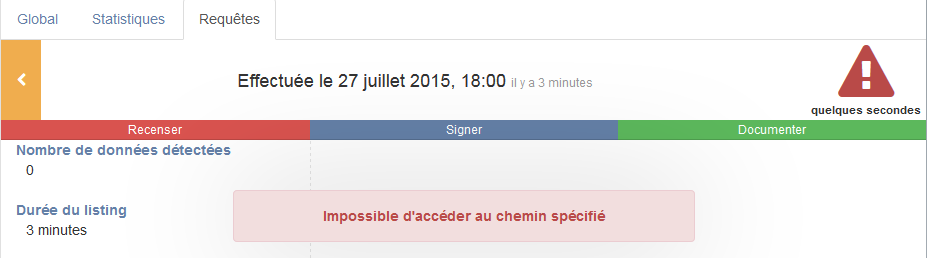 Global Statistiques Requêtes
Effectuée le 27 juillet 2015, 18:00 il y a 3 minutes
quelques secondes
Recenser Signer Documenter
Nombre de données détectées
0
Durée du listing
3 minutes
Impossible d'accéder au chemin spécifié